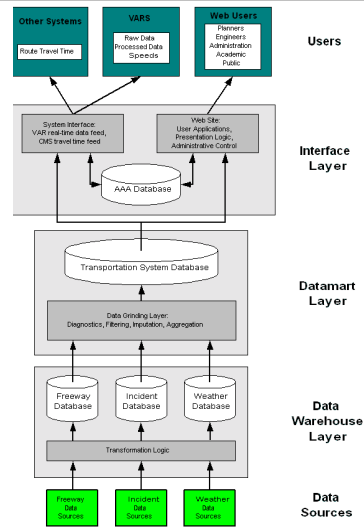 Other Systems
Route Travel Time
VARS
Raw Data
Processed Data
Speeds
Web Users
Planners
Engineers
Administration
Academic
Public
Users
System Interface:
VAR real-time data feed,
CMS travel time feed
Web Site:
User Applications,
Presentation Logic,
Administrative Control
AAA Database
Interface
Layer
Transportation System Database
Data Grinding Layer:
Diagnostics, Filtering, Imputation, Aggregation
Datamart
Layer
Freeway
Database
Incident
Database
Weather
Database
Transformation Logic
Data
Warehouse
Layer
Freeway
Data
Sources
Incident
Data
Sources
Weather
Data
Sources
Data
Sources